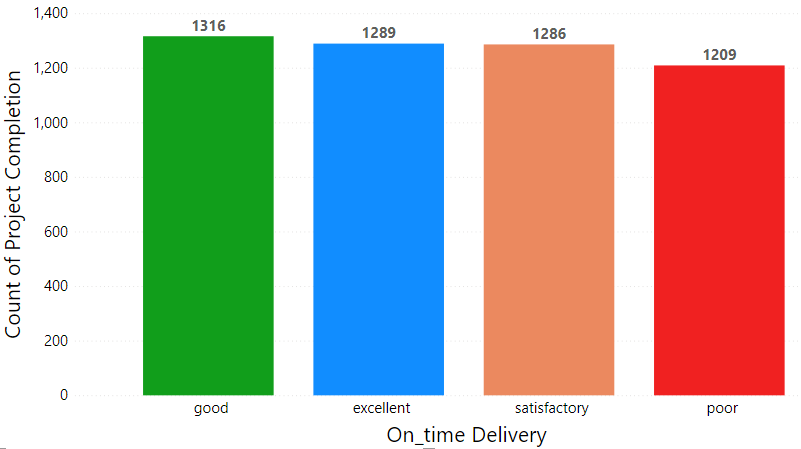 1,400
1,200
1,000
800
600
400
200
0
Count of Project Completion
1316
1289
1286
1209
good
excellent
satisfactory
poor
On_time Delivery